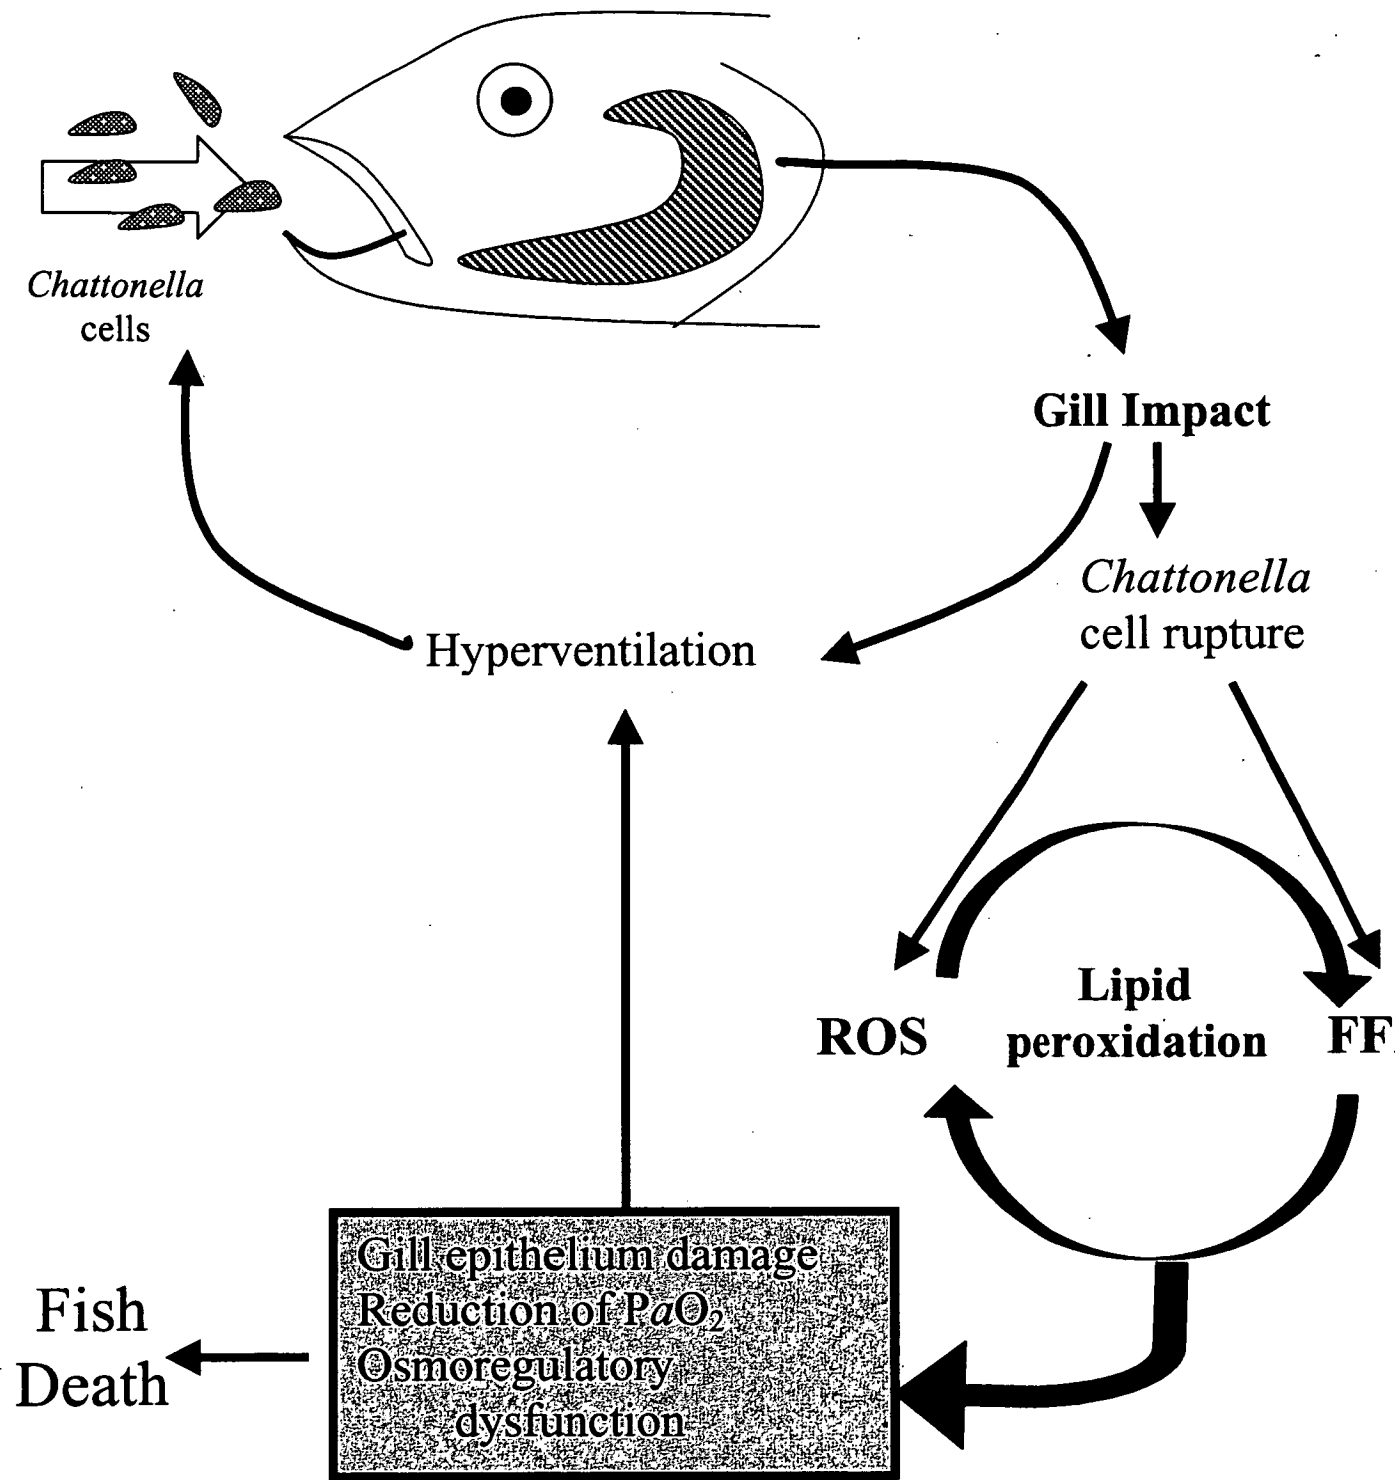 Chattonella
cells
Gill Impact
Chattonella
cell rupture
Hyperventilation
Lipid
peroxidation
ROS
FF
Gill epithelium damage
Reduction of PaO₂
Osmoregulatory
dysfunction
Fish
Death